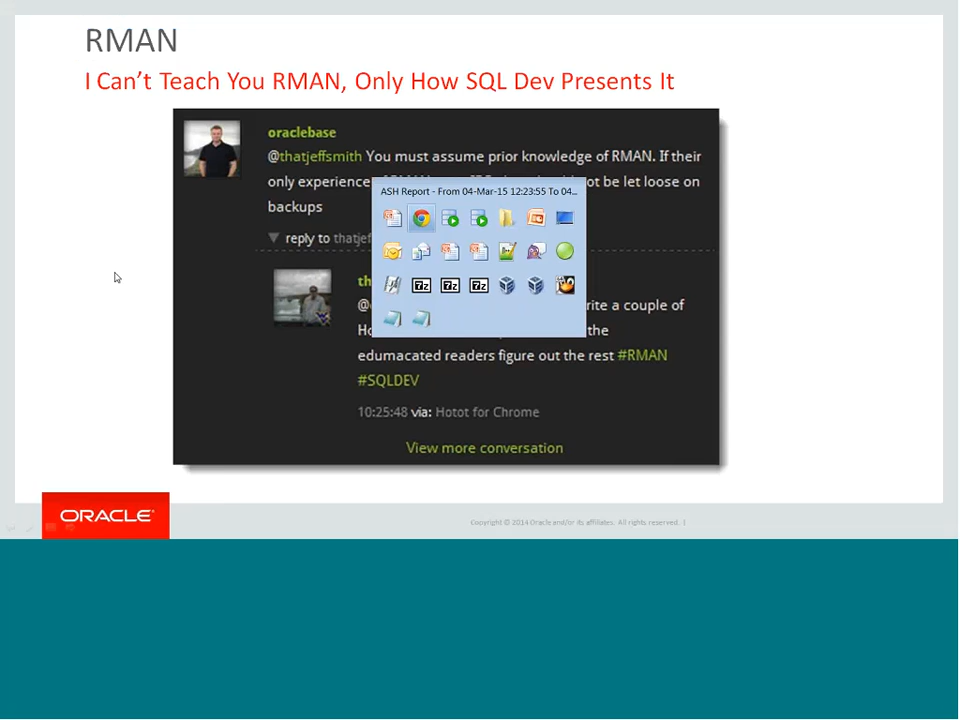 RMAN
I Can't Teach You RMAN, Only How SQL Dev Presents It
oraclebase
@thatjeffsmith You must assume prior knowledge of RMAN. If their
only experience ot be let loose on
backups
reply to thatjef
ASH Report - From 04-Mar-15 12:23:55 To 04...
th
@ rite a couple of
Ho the
edumacated readers figure out the rest #RMAN
#SQLDEV
10:25:48 via: Hotot for Chrome
View more conversation
ORACLE
Copyright © 2014 Oracle and/or its affiliates. All rights reserved. |